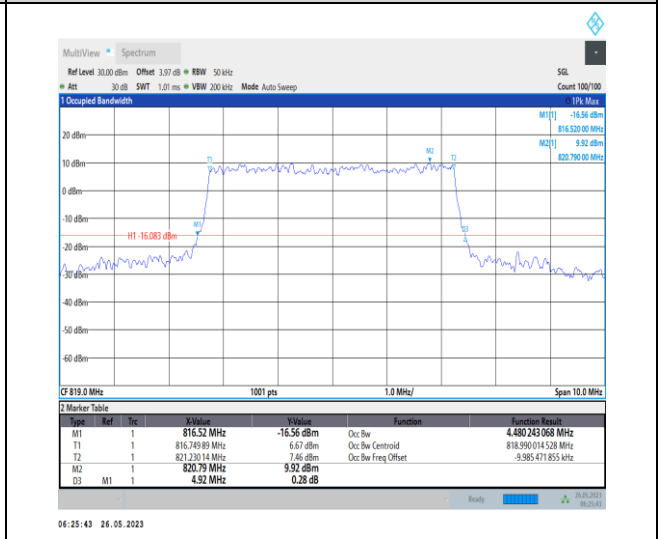 MultiView Spectrum
Ref Level 30.00 dBm Offset 3.97 dB RBW 50 kHz SGL
Att 30 dB SWT 1.01 ms VBW 200 kHz Mode Auto Sweep Count 100/100
1 Occupied Bandwidth 1Pk Max
M1[1] -16.56 dBm
816.520 00 MHz
M2[1] 9.92 dBm
820.790 00 MHz
20 dBm
M2
T1 T2
10 dBm
0 dBm
-10 dBm
M1
D3
H1 -16.083 dBm
-20 dBm
-30 dBm
-40 dBm
-50 dBm
-60 dBm
CF 819.0 MHz 1001 pts 1.0 MHz/ Span 10.0 MHz
2 Marker Table
Type Ref Trc X-Value Y-Value Function Function Result
M1 1 816.52 MHz -16.56 dBm Occ Bw 4.480 243 068 MHz
T1 1 816.749 89 MHz 6.67 dBm Occ Bw Centroid 818.990 014 528 MHz
T2 1 821.230 14 MHz 7.46 dBm Occ Bw Freq Offset -9.985 471 855 kHz
M2 1 820.79 MHz 9.92 dBm
D3 M1 1 4.92 MHz 0.28 dB
Ready 26.05.2023
06:25:43
06:25:43 26.05.2023